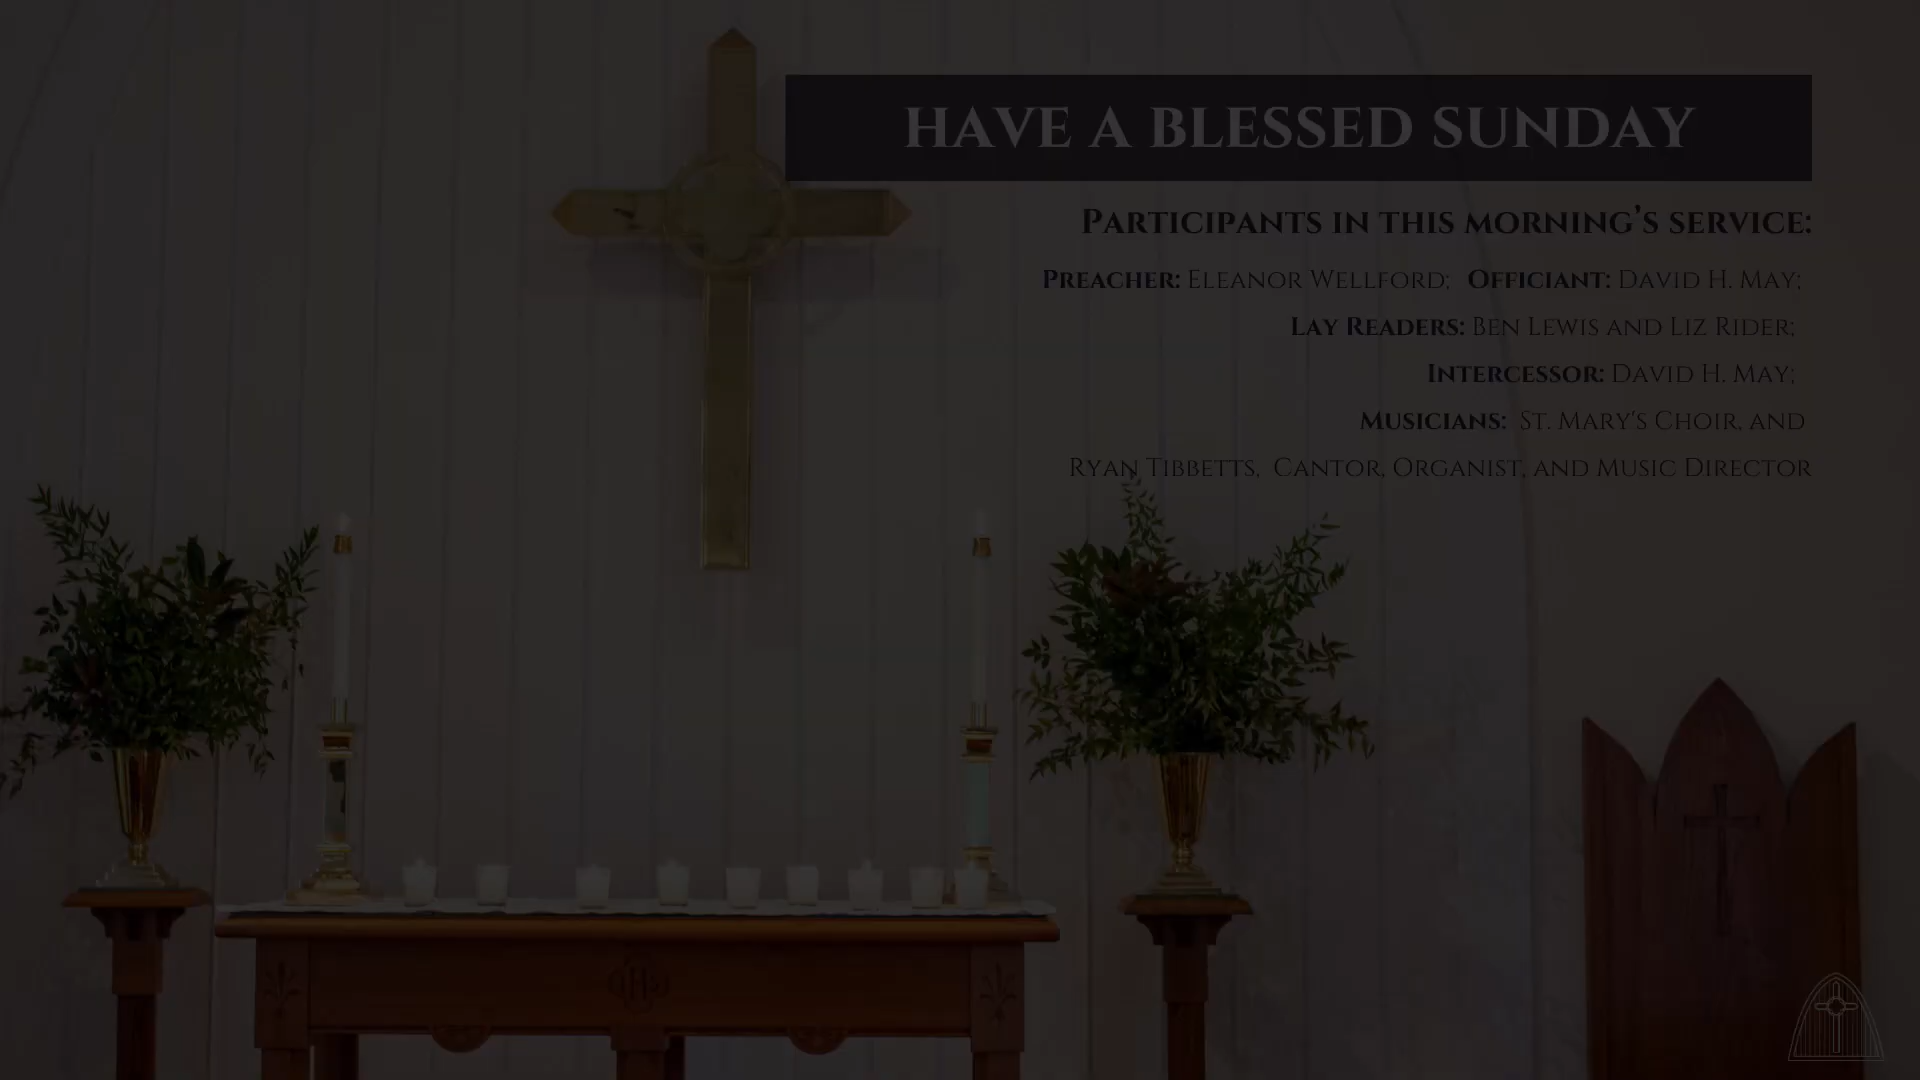 HAVE A BLESSED SUNDAY
PARTICIPANTS IN THIS MORNING'S SERVICE:
PREACHER: ELEANOR WELLFORD; OFFICIANT: DAVID H. MAY;
LAY READERS: BEN LEWIS AND LIZ RIDER;
INTERCESSOR: DAVID H. MAY;
MUSICIANS: ST. MARY'S CHOIR, AND
RYAN TIBBETTS, CANTOR, ORGANIST, AND MUSIC DIRECTOR